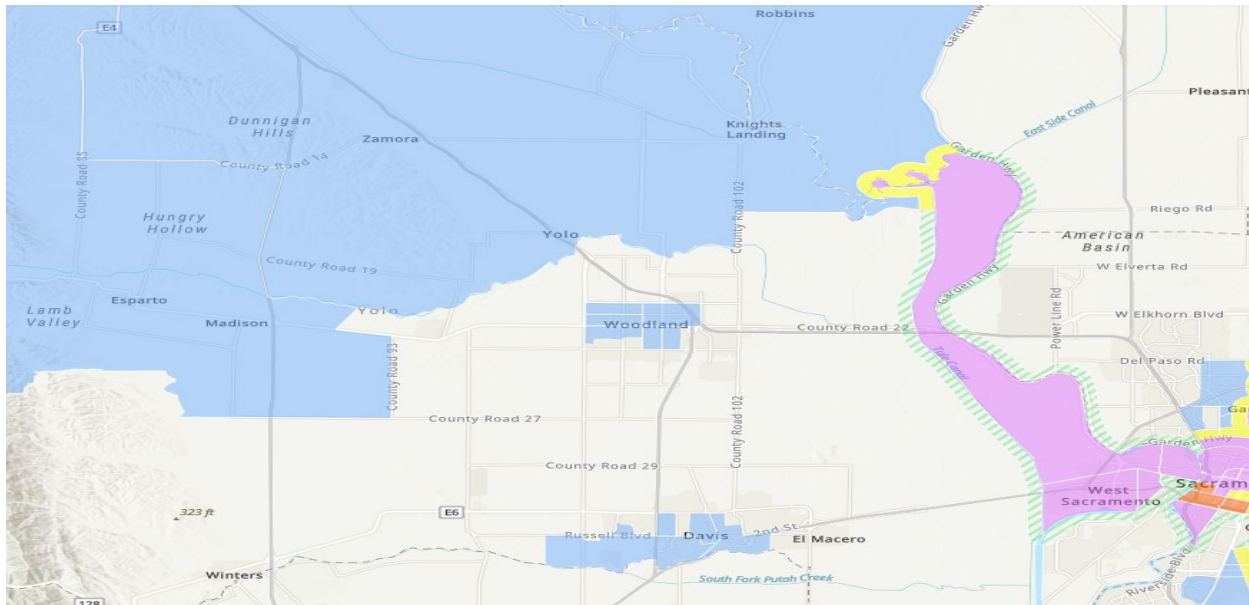 Robbins
E4
Garden Hwy
Pleasant
Dunnigan
Hills
Zamora
Knights
Landing
East Side Canal
County Road 14
Garden Hwy
County Road 85
County Road 102
Hungry
Hollow
Riego Rd
Yolo
American
Basin
County Road 19
W Elverta Rd
Garden Hwy
Esparto
Lamb
Valley
Yolo
Madison
Woodland
County Road 22
W Elkhorn Blvd
Power Line Rd
County Road 93
Tule Canal
Del Paso Rd
County Road 27
County Road 102
Garden Hwy
County Road 29
West
Sacramento
Sacram
323 ft
E6
Russell Blvd
Davis
2nd St
El Macero
Winters
South Fork Putah Creek
Riverside Blvd
128